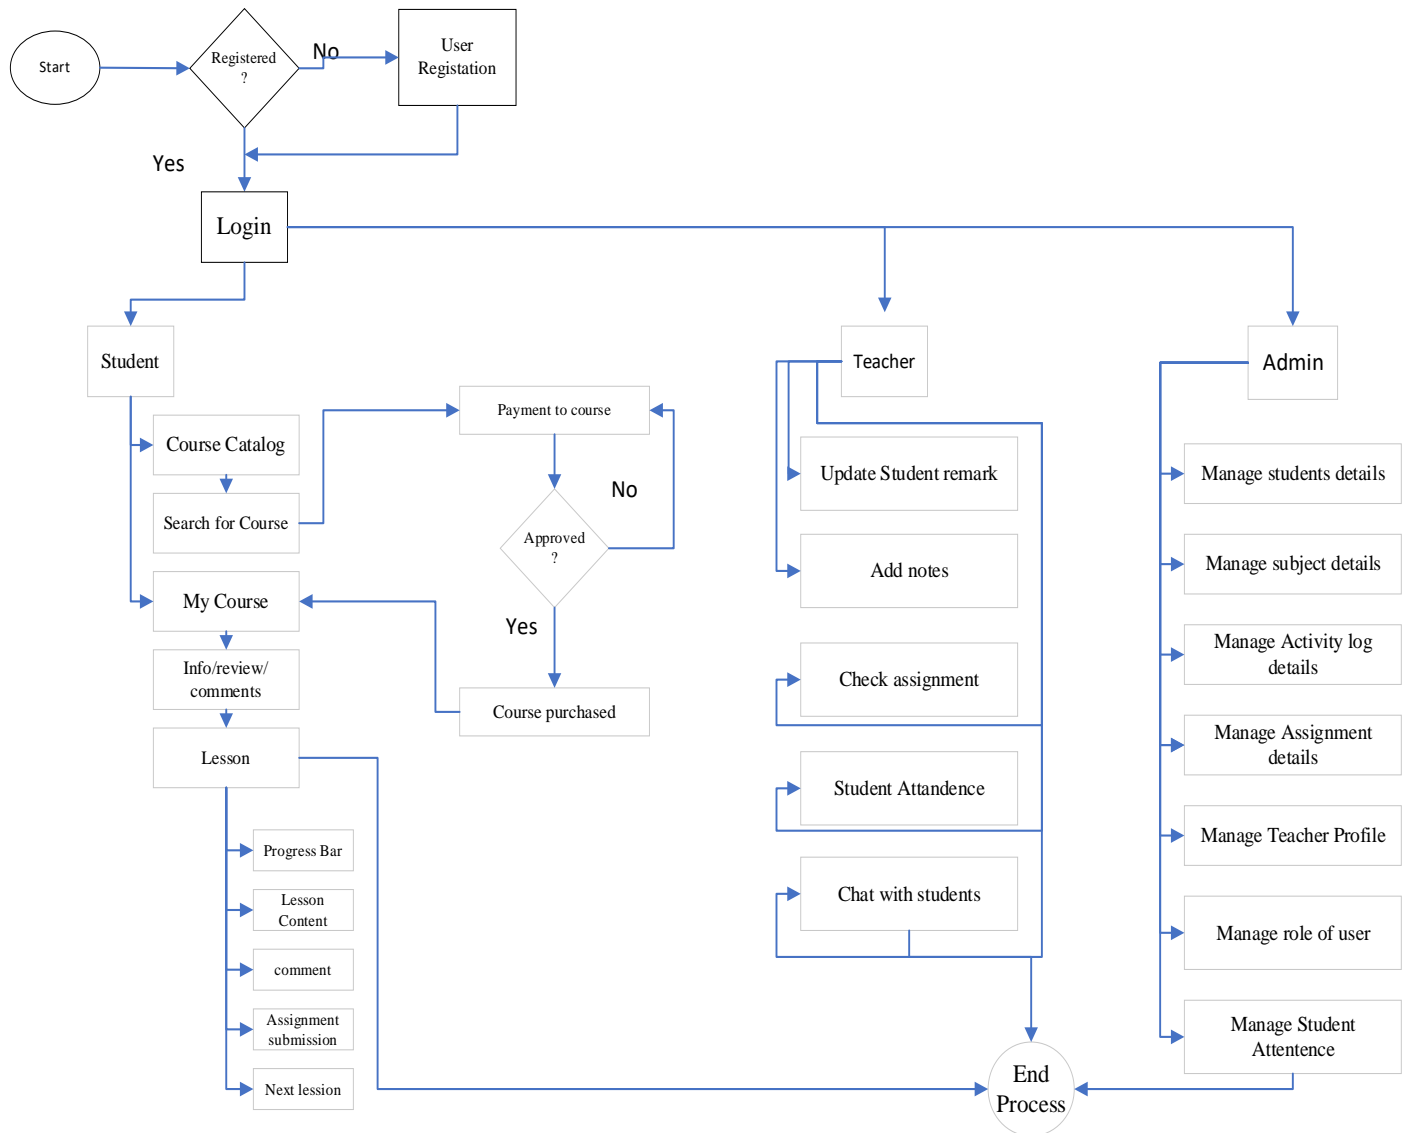 Start
Registered
?
No
User
Registation
Yes
Login
Student
Teacher
Admin
Course Catalog
Search for Course
My Course
Info/review/
comments
Lesson
Progress Bar
Lesson
Content
comment
Assignment
submission
Next lession
Payment to course
No
Approved
?
Yes
Course purchased
Update Student remark
Add notes
Check assignment
Student Attandence
Chat with students
Manage students details
Manage subject details
Manage Activity log
details
Manage Assignment
details
Manage Teacher Profile
Manage role of user
Manage Student
Attentence
End
Process